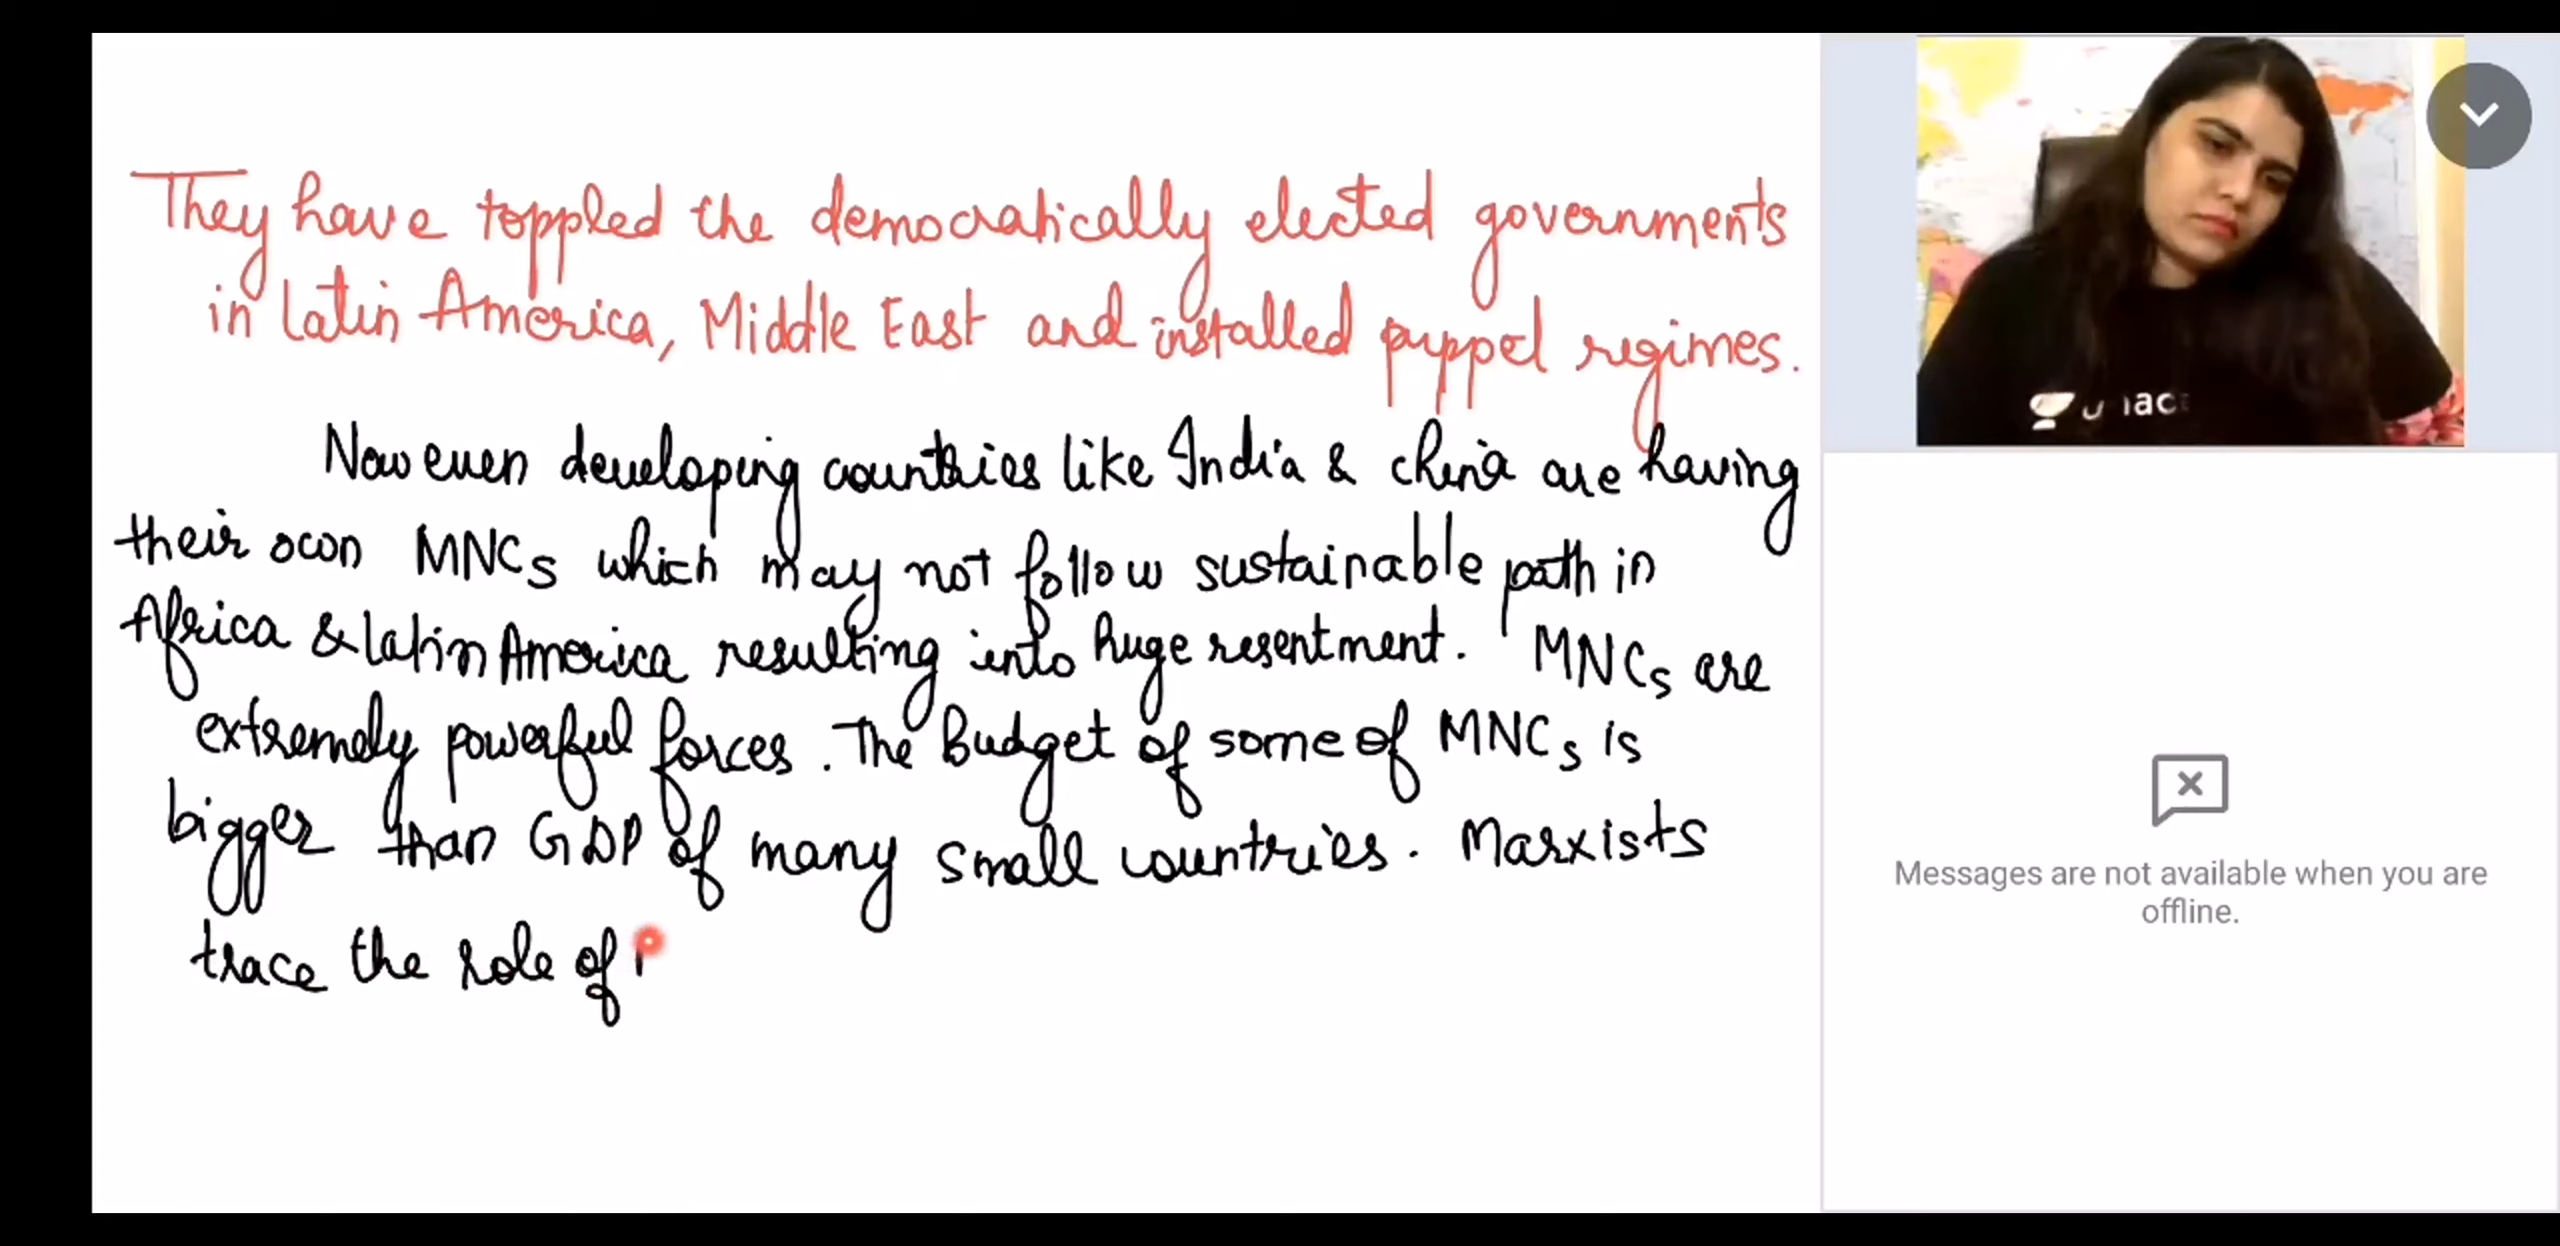 They have toppled the democratically elected governments
in Latin America, Middle East and installed puppet regimes.
Now even developing countries like India & china are having
their own MNCs which may not follow sustainable path in
Africa & Latin America resulting into huge resentment. MNCs are
extremely powerful forces. The Budget of some of MNCs is
bigger than GDP of many small countries. Marxists
trace the role of
Messages are not available when you are
offline.